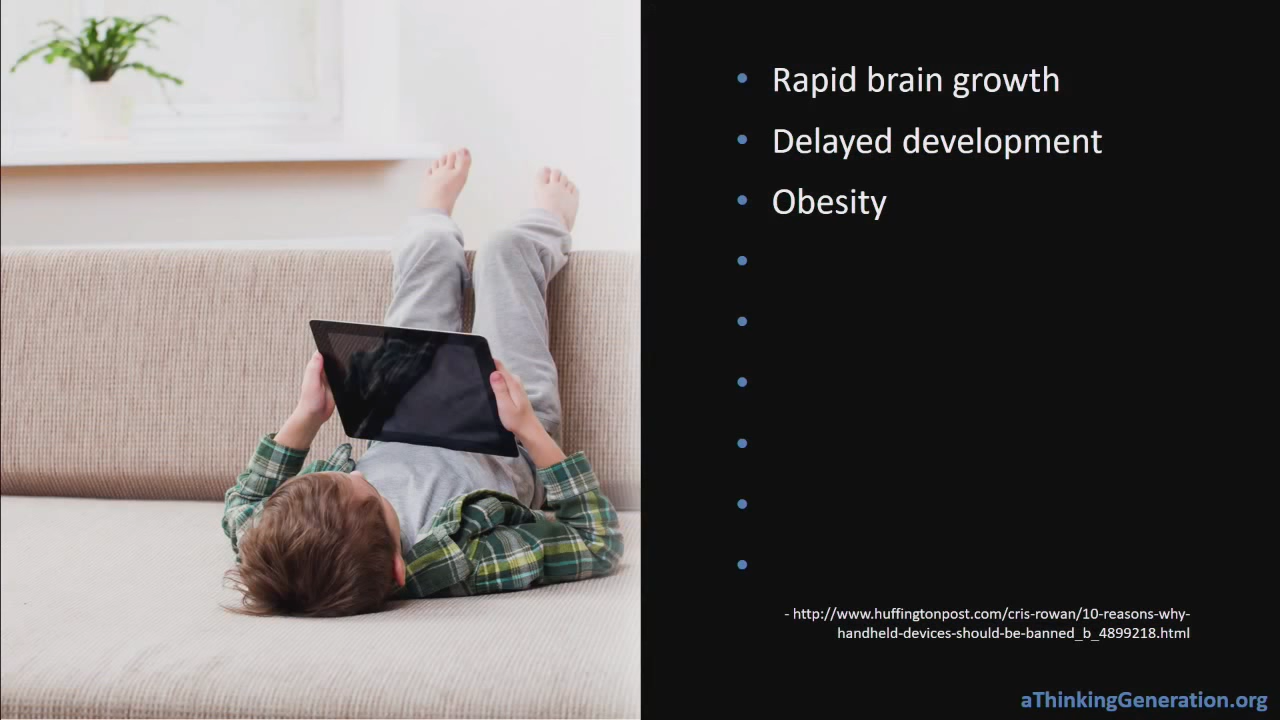 • Rapid brain growth
• Delayed development
• Obesity
•
•
•
•
•
•
- http://www.huffingtonpost.com/cris-rowan/10-reasons-why-
handheld-devices-should-be-banned_b_4899218.html
aThinkingGeneration.org